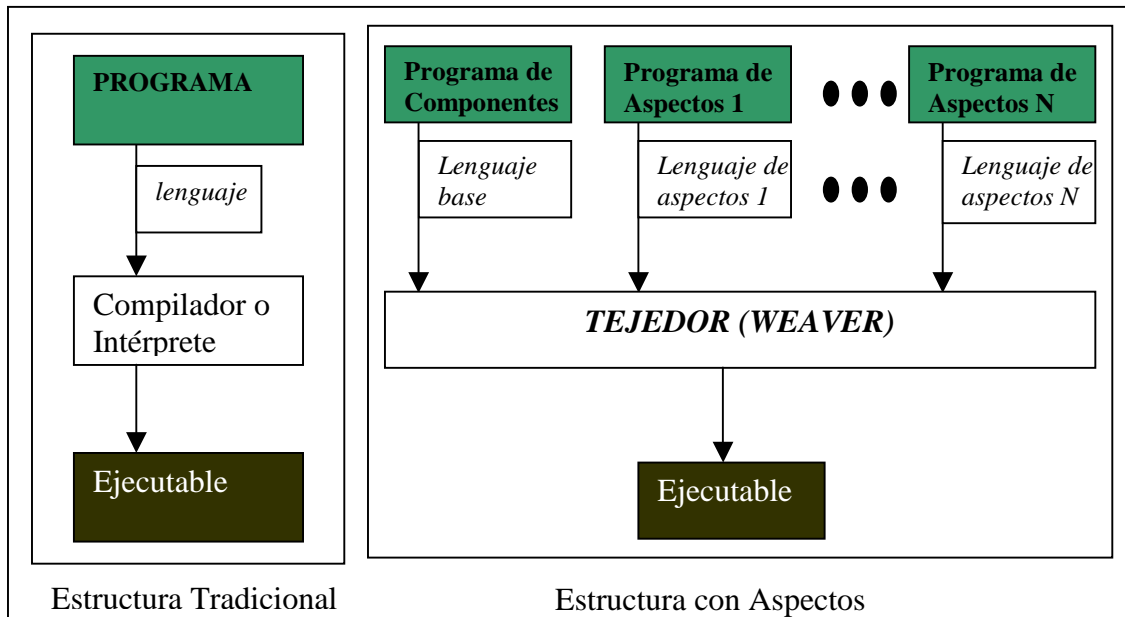 PROGRAMA
lenguaje
Compilador o
Intérprete
Ejecutable
Estructura Tradicional
Programa de
Componentes
Programa de
Aspectos 1
Programa de
Aspectos N
Lenguaje
base
Lenguaje de
aspectos 1
Lenguaje de
aspectos N
TEJEDOR (WEAVER)
Ejecutable
Estructura con Aspectos